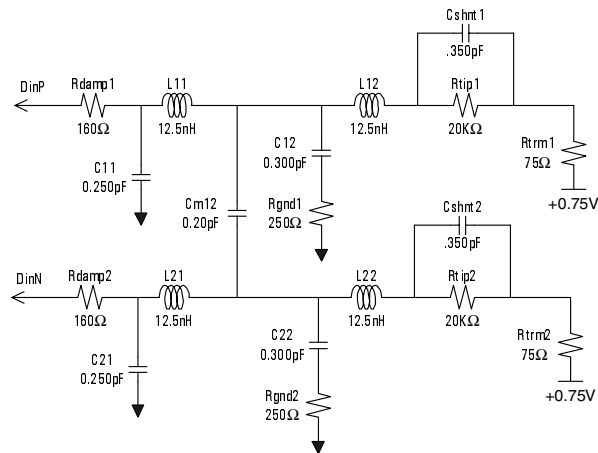 Cshnt1
.350pF
DinP
Rdamp1
160Ω
L11
12.5nH
L12
12.5nH
Rtip1
20KΩ
C11
0.250pF
C12
0.300pF
Rtrm1
75Ω
+0.75V
Cm12
0.20pF
Rgnd1
250Ω
Cshnt2
.350pF
DinN
Rdamp2
160Ω
L21
12.5nH
L22
12.5nH
Rtip2
20KΩ
C21
0.250pF
C22
0.300pF
Rtrm2
75Ω
+0.75V
Rgnd2
250Ω